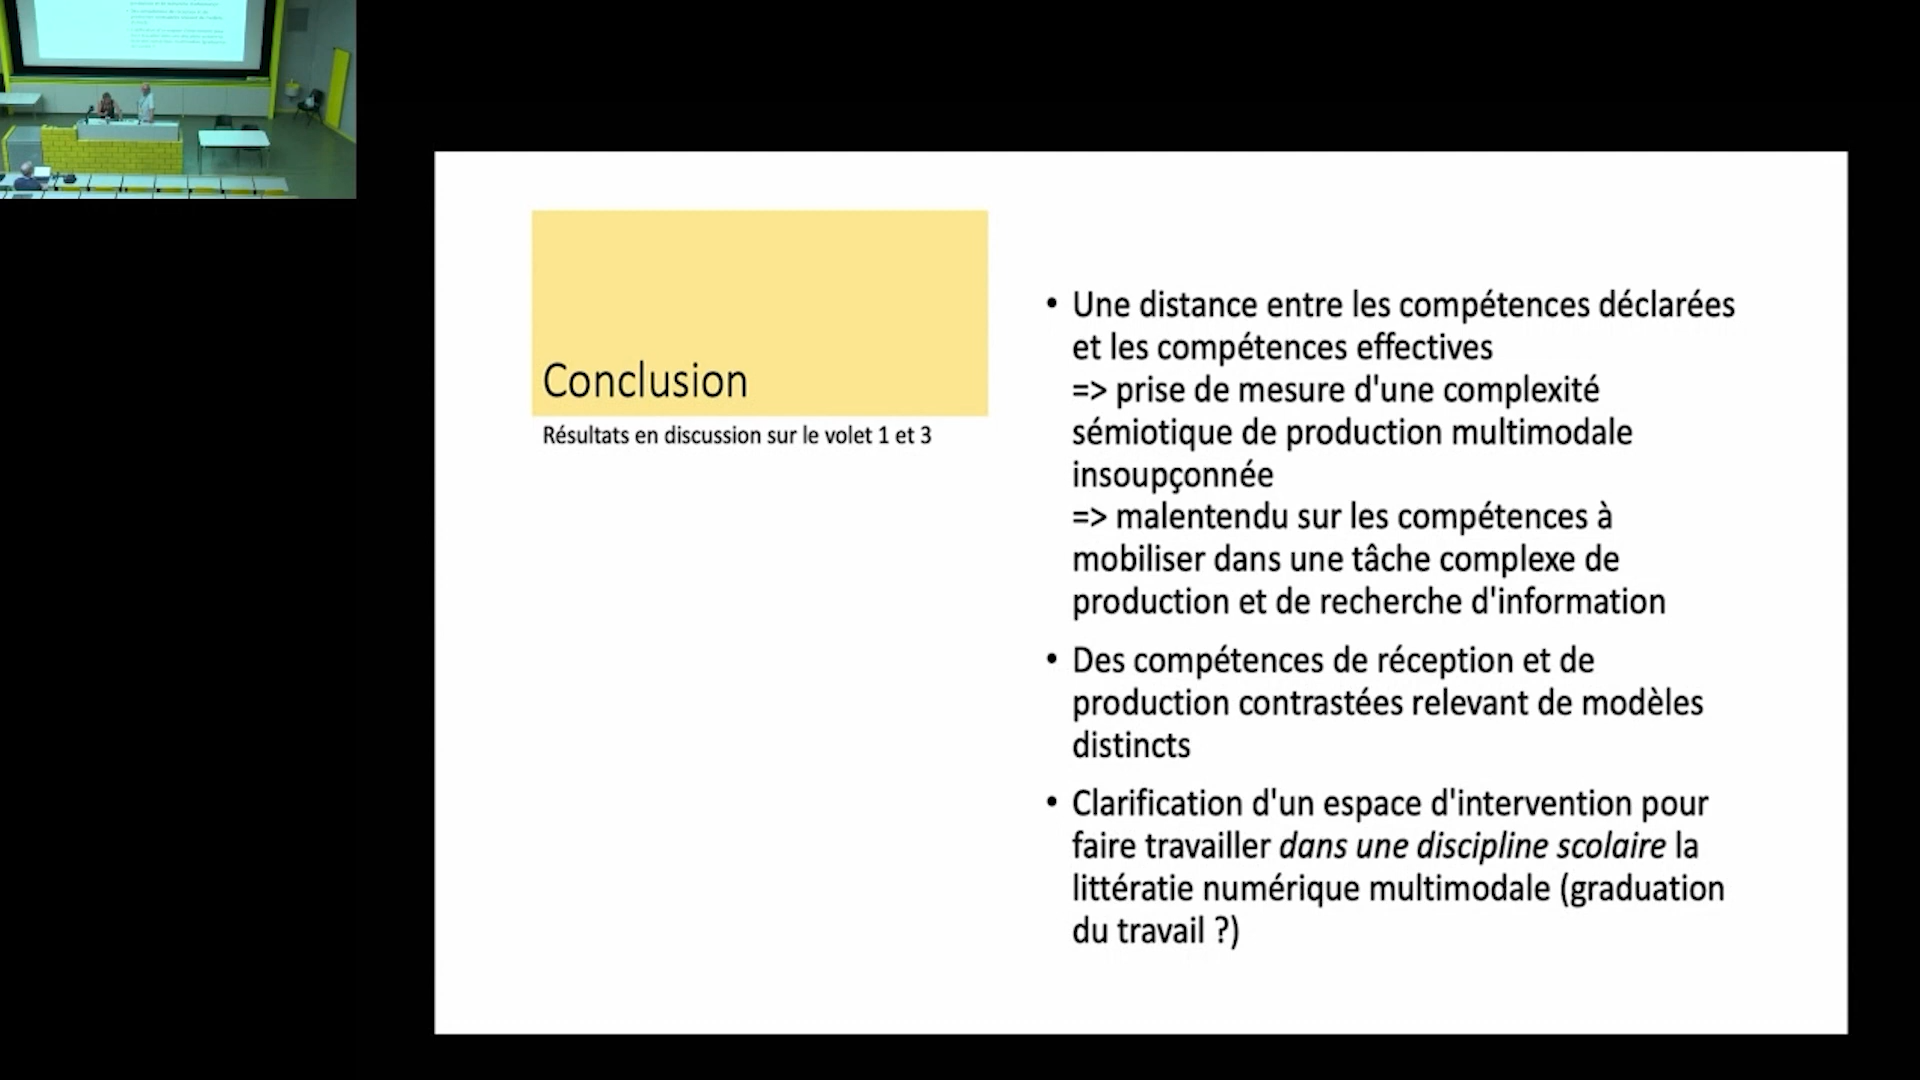 Conclusion
Résultats en discussion sur le volet 1 et 3
• Une distance entre les compétences déclarées
et les compétences effectives
=> prise de mesure d'une complexité
sémiotique de production multimodale
insoupçonnée
=> malentendu sur les compétences à
mobiliser dans une tâche complexe de
production et de recherche d'information
• Des compétences de réception et de
production contrastées relevant de modèles
distincts
• Clarification d'un espace d'intervention pour
faire travailler dans une discipline scolaire la
littératie numérique multimodale (graduation
du travail ?)